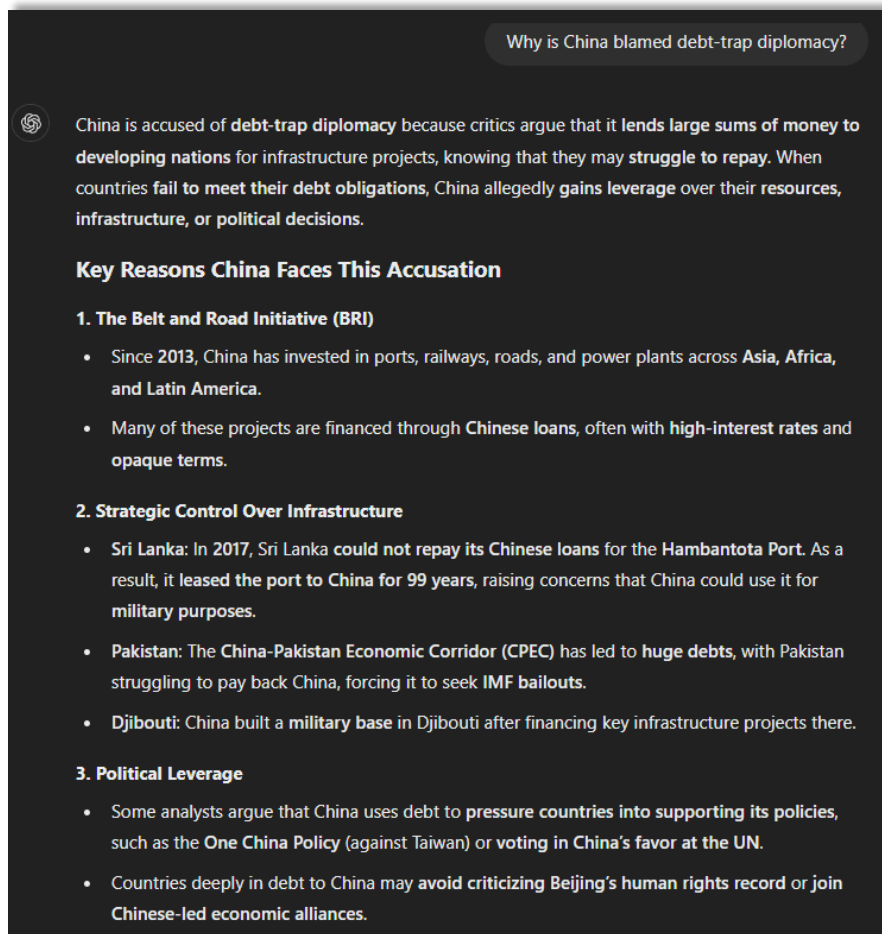 Why is China blamed debt-trap diplomacy?
China is accused of debt-trap diplomacy because critics argue that it lends large sums of money to
developing nations for infrastructure projects, knowing that they may struggle to repay. When
countries fail to meet their debt obligations, China allegedly gains leverage over their resources,
infrastructure, or political decisions.
Key Reasons China Faces This Accusation
1. The Belt and Road Initiative (BRI)
• Since 2013, China has invested in ports, railways, roads, and power plants across Asia, Africa,
and Latin America.
• Many of these projects are financed through Chinese loans, often with high-interest rates and
opaque terms.
2. Strategic Control Over Infrastructure
• Sri Lanka: In 2017, Sri Lanka could not repay its Chinese loans for the Hambantota Port. As a
result, it leased the port to China for 99 years, raising concerns that China could use it for
military purposes.
• Pakistan: The China-Pakistan Economic Corridor (CPEC) has led to huge debts, with Pakistan
struggling to pay back China, forcing it to seek IMF bailouts.
• Djibouti: China built a military base in Djibouti after financing key infrastructure projects there.
3. Political Leverage
• Some analysts argue that China uses debt to pressure countries into supporting its policies,
such as the One China Policy (against Taiwan) or voting in China's favor at the UN.
• Countries deeply in debt to China may avoid criticizing Beijing's human rights record or join
Chinese-led economic alliances.